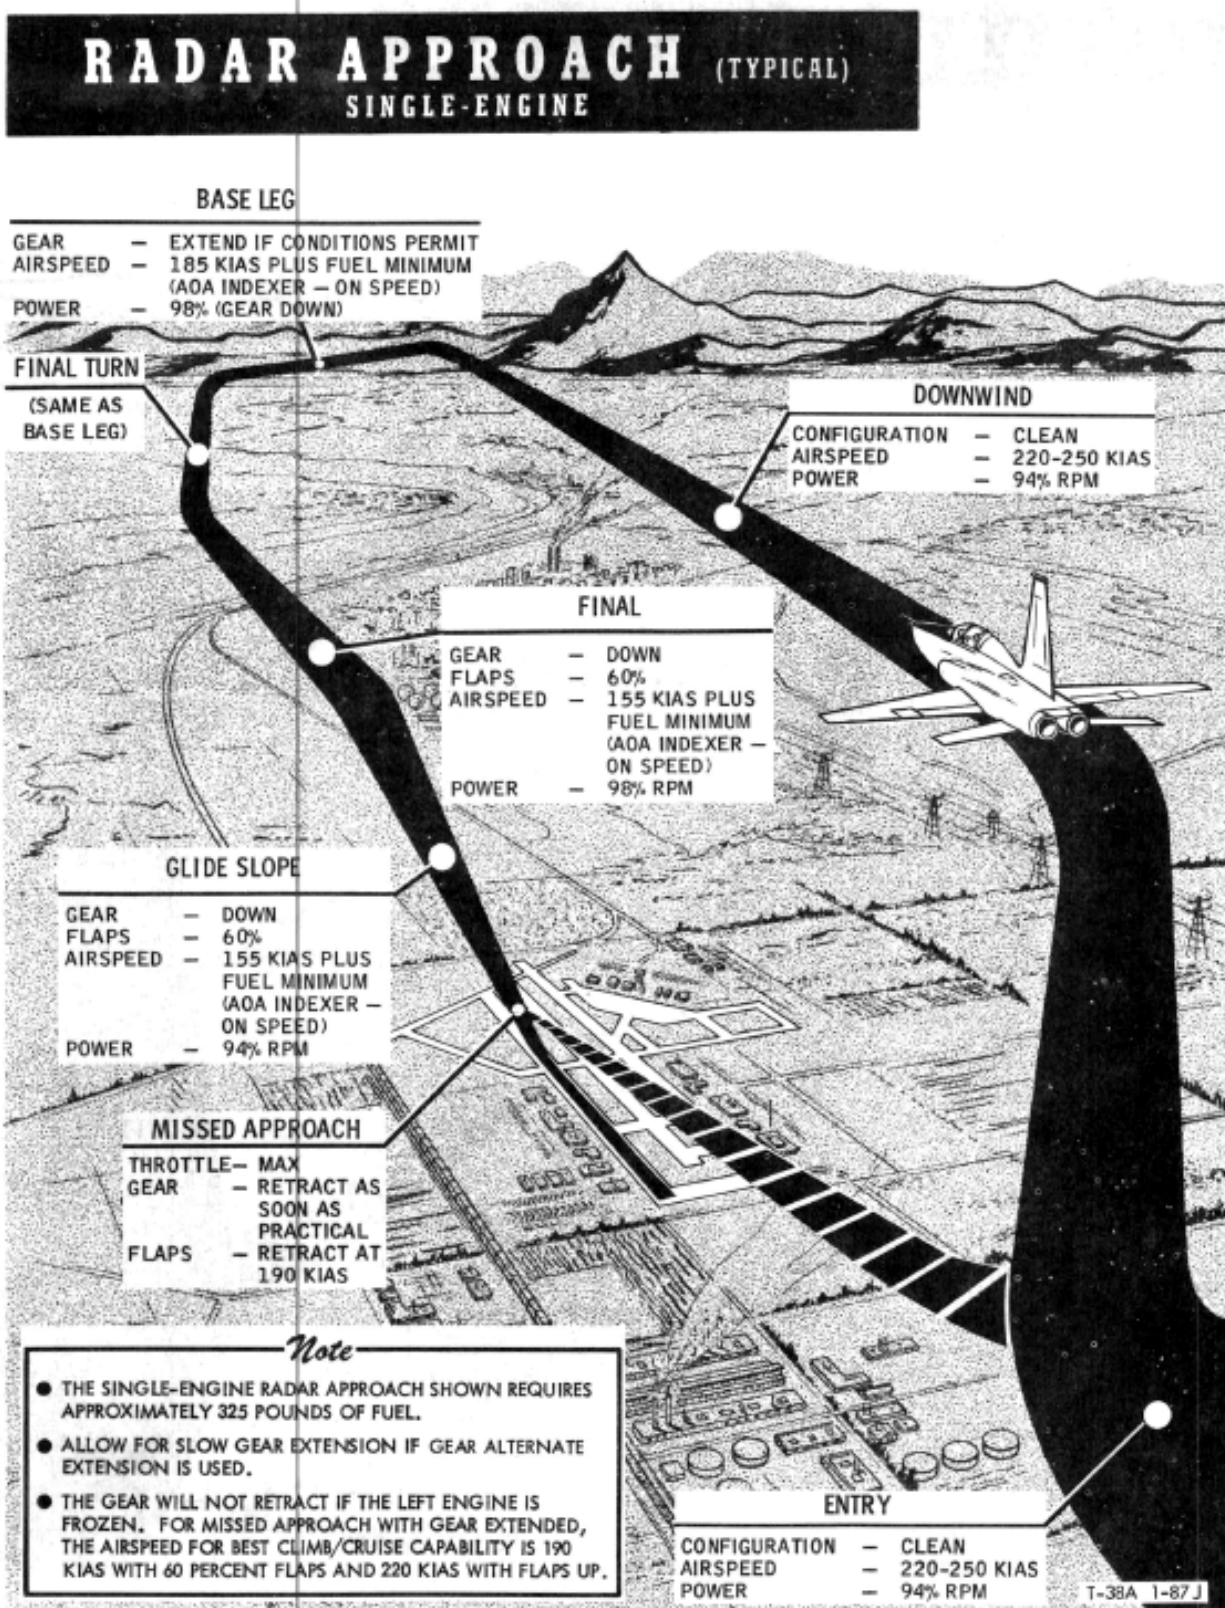 RADAR APPROACH (TYPICAL)
SINGLE-ENGINE
BASE LEG
GEAR — EXTEND IF CONDITIONS PERMIT
AIRSPEED — 185 KIAS PLUS FUEL MINIMUM
(AOA INDEXER — ON SPEED)
POWER — 98% (GEAR DOWN)
FINAL TURN
(SAME AS
BASE LEG)
DOWNWIND
CONFIGURATION — CLEAN
AIRSPEED — 220-250 KIAS
POWER — 94% RPM
FINAL
GEAR — DOWN
FLAPS — 60%
AIRSPEED — 155 KIAS PLUS
FUEL MINIMUM
(AOA INDEXER —
ON SPEED)
POWER — 98% RPM
GLIDE SLOPE
GEAR — DOWN
FLAPS — 60%
AIRSPEED — 155 KIAS PLUS
FUEL MINIMUM
(AOA INDEXER —
ON SPEED)
POWER — 94% RPM
MISSED APPROACH
THROTTLE — MAX
GEAR — RETRACT AS
SOON AS
PRACTICAL
FLAPS — RETRACT AT
190 KIAS
Note
● THE SINGLE-ENGINE RADAR APPROACH SHOWN REQUIRES
APPROXIMATELY 325 POUNDS OF FUEL.
● ALLOW FOR SLOW GEAR EXTENSION IF GEAR ALTERNATE
EXTENSION IS USED.
● THE GEAR WILL NOT RETRACT IF THE LEFT ENGINE IS
FROZEN. FOR MISSED APPROACH WITH GEAR EXTENDED,
THE AIRSPEED FOR BEST CLIMB/CRUISE CAPABILITY IS 190
KIAS WITH 60 PERCENT FLAPS AND 220 KIAS WITH FLAPS UP.
ENTRY
CONFIGURATION — CLEAN
AIRSPEED — 220-250 KIAS
POWER — 94% RPM
T-38A 1-87J